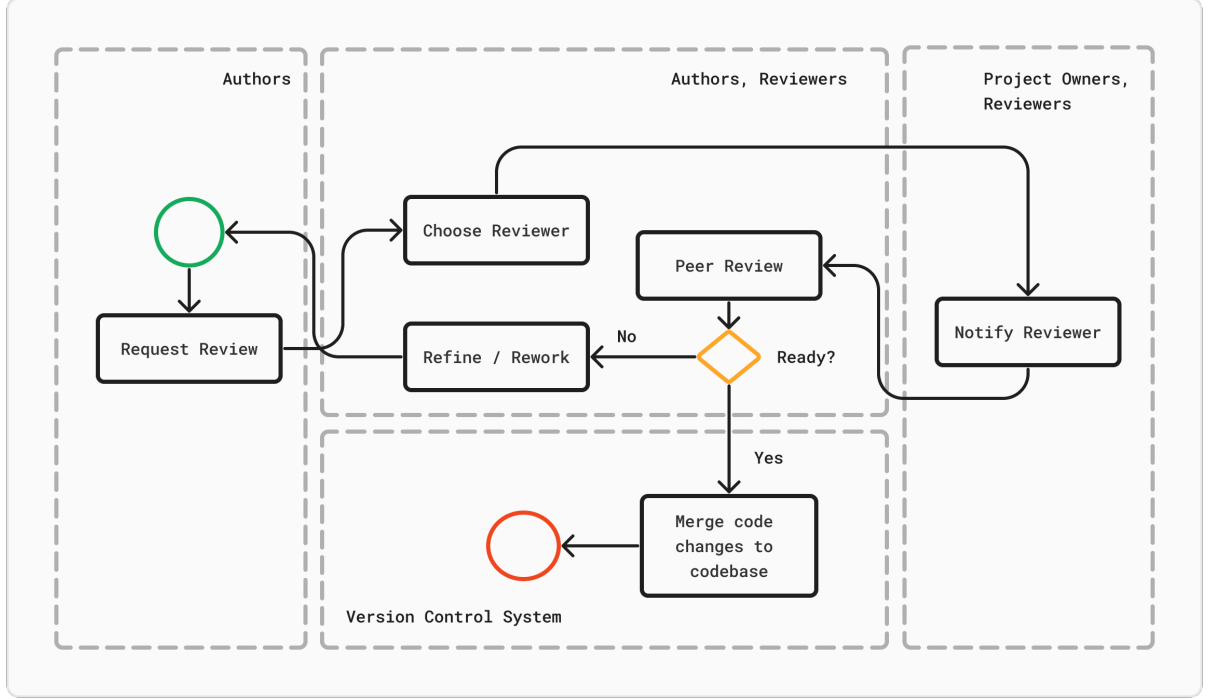 Authors
Authors, Reviewers
Project Owners,
Reviewers
Choose Reviewer
Peer Review
Request Review
Refine / Rework
No
Ready?
Notify Reviewer
Yes
Merge code
changes to
codebase
Version Control System